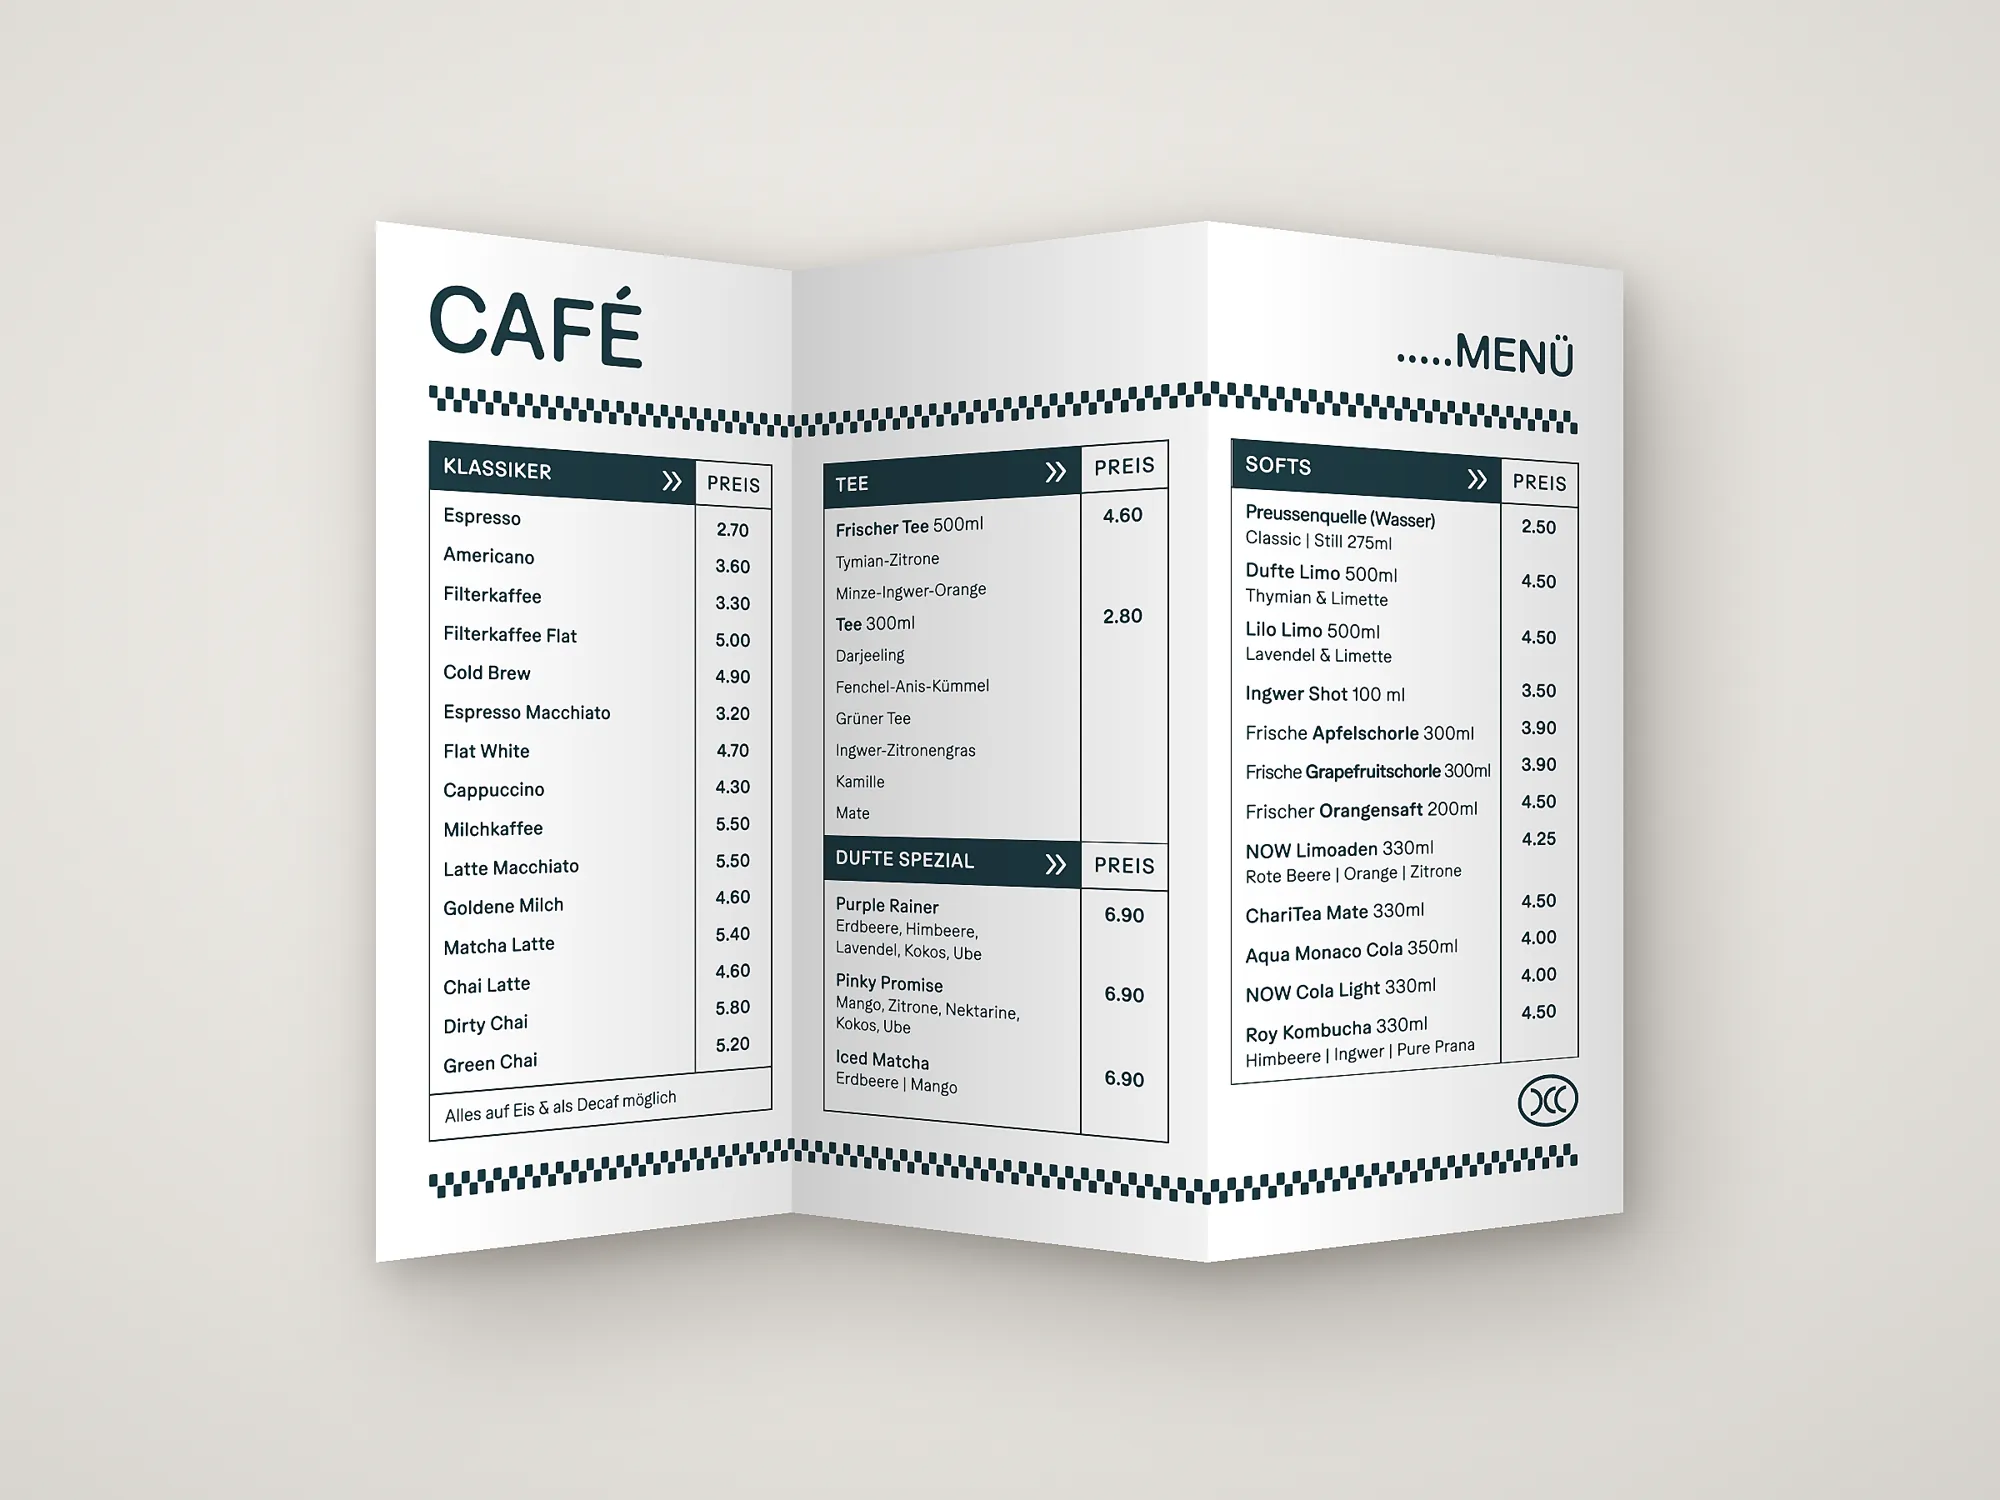 CAFÉ
.....MENÜ
KLASSIKER » PREIS
Espresso 2.70
Americano 3.60
Filterkaffee 3.30
Filterkaffee Flat 5.00
Cold Brew 4.90
Espresso Macchiato 3.20
Flat White 4.70
Cappuccino 4.30
Milchkaffee 5.50
Latte Macchiato 5.50
Goldene Milch 4.60
Matcha Latte 5.40
Chai Latte 4.60
Dirty Chai 5.80
Green Chai 5.20
Alles auf Eis & als Decaf möglich
TEE » PREIS
Frischer Tee 500ml 4.60
Tymian-Zitrone
Minze-Ingwer-Orange
Tee 300ml 2.80
Darjeeling
Fenchel-Anis-Kümmel
Grüner Tee
Ingwer-Zitronengras
Kamille
Mate
DUFTE SPEZIAL » PREIS
Purple Rainer 6.90
Erdbeere, Himbeere,
Lavendel, Kokos, Ube
Pinky Promise 6.90
Mango, Zitrone, Nektarine,
Kokos, Ube
Iced Matcha 6.90
Erdbeere | Mango
SOFTS » PREIS
Preussenquelle (Wasser) 2.50
Classic | Still 275ml
Dufte Limo 500ml 4.50
Thymian & Limette
Lilo Limo 500ml 4.50
Lavendel & Limette
Ingwer Shot 100 ml 3.50
Frische Apfelschorle 300ml 3.90
Frische Grapefruitschorle 300ml 3.90
Frischer Orangensaft 200ml 4.50
NOW Limoaden 330ml 4.25
Rote Beere | Orange | Zitrone
ChariTea Mate 330ml 4.50
Aqua Monaco Cola 350ml 4.00
NOW Cola Light 330ml 4.00
Roy Kombucha 330ml 4.50
Himbeere | Ingwer | Pure Prana